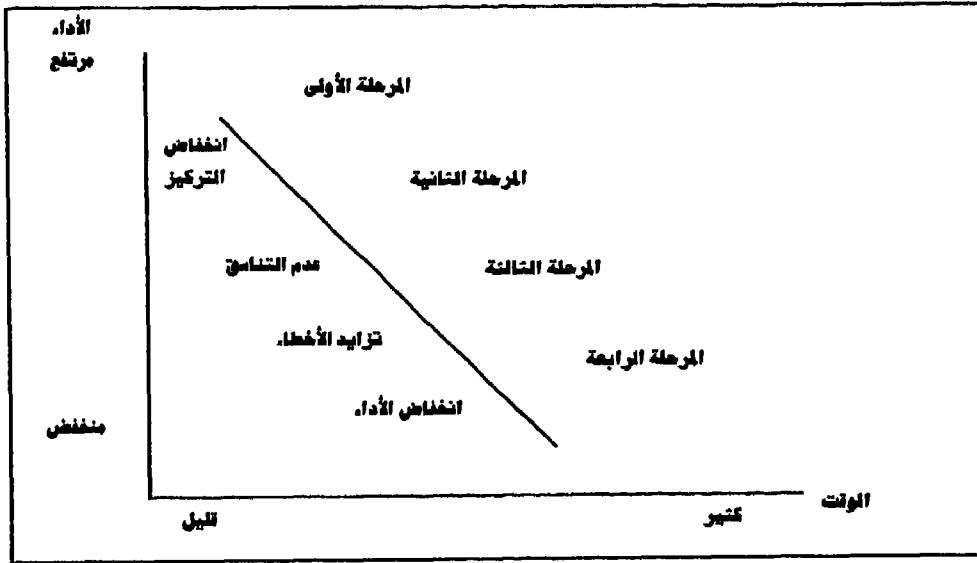 الأداء
مرتفع
المرحلة الأولى
انخفاض
التركيز
المرحلة الثانية
عدم التناسق
المرحلة الثالثة
تزايد الأخطاء
المرحلة الرابعة
انخفاض الأداء
منخفض
الوقت
كثير
قليل